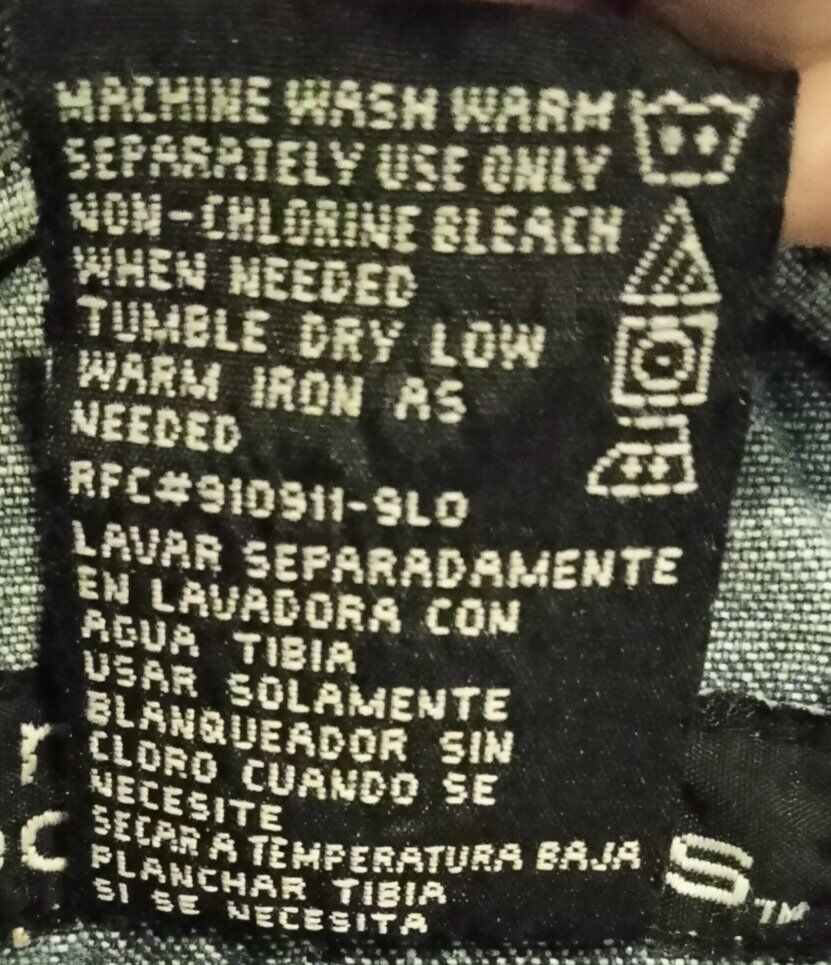 MACHINE WASH WARM
SEPARATELY USE ONLY
NON-CHLORINE BLEACH
WHEN NEEDED
TUMBLE DRY LOW
WARM IRON AS
NEEDED
RFC#910911-9L0
LAVAR SEPARADAMENTE
EN LAVADORA CON
AGUA TIBIA
USAR SOLAMENTE
BLANQUEADOR SIN
CLORO CUANDO SE
NECESITE
SECAR A TEMPERATURA BAJA
PLANCHAR TIBIA
SI SE NECESITA
S TM